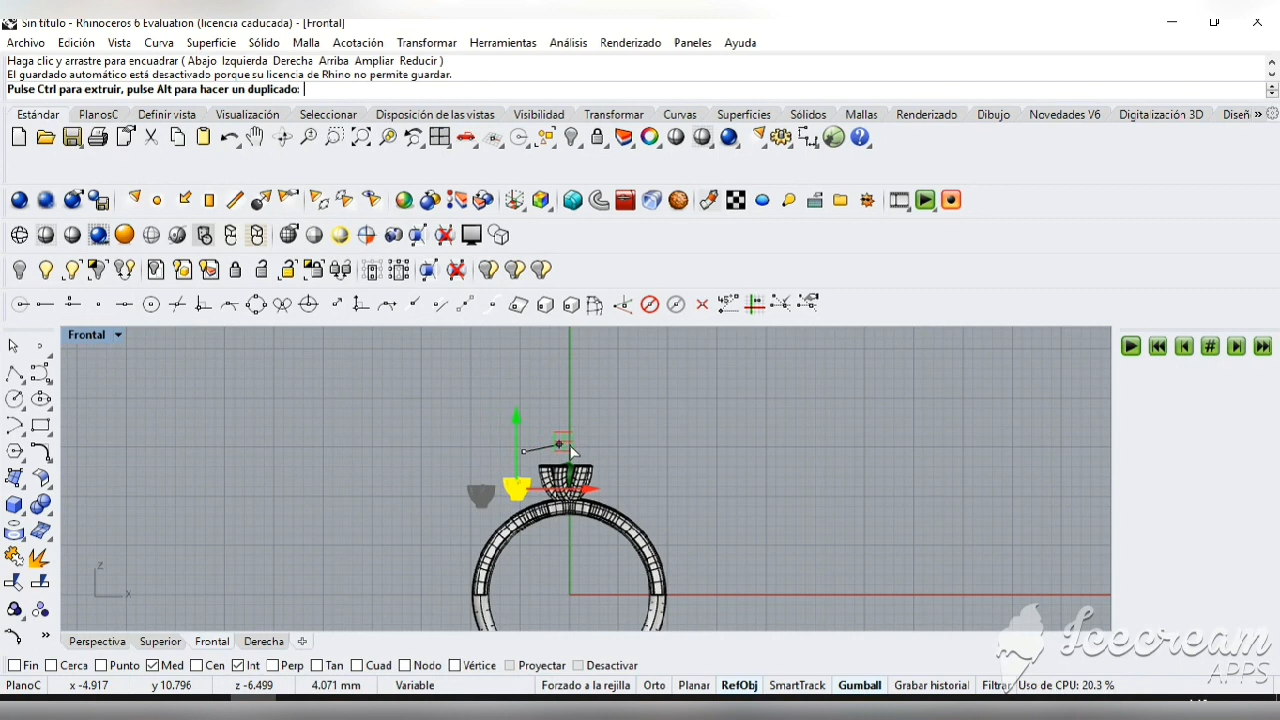 Sin título - Rhinoceros 6 Evaluation (licencia caducada) - [Frontal]
Archivo Edición Vista Curva Superficie Sólido Malla Acotación Transformar Herramientas Análisis Renderizado Paneles Ayuda
Haga clic y arrastre para encuadrar ( Abajo Izquierda Derecha Arriba Ampliar Reducir )
El guardado automático está desactivado porque su licencia de Rhino no permite guardar.
Pulse Ctrl para extruir, pulse Alt para hacer un duplicado:
Estándar PlanosC Definir vista Visualización Seleccionar Disposición de las vistas Visibilidad Transformar Curvas Superficies Sólidos Mallas Renderizado Dibujo Novedades V6 Digitalización 3D Diseñ »
45°
Frontal
z
x
Perspectiva Superior Frontal Derecha
Icecream
APPS
Fin Cerca Punto Med Cen Int Perp Tan Cuad Nodo Vértice Proyectar Desactivar
PlanoC x -4.917 y 10.796 z -6.499 4.071 mm Variable Forzado a la rejilla Orto Planar RefObj SmartTrack Gumball Grabar historial Filtrar Uso de CPU: 20.3 %